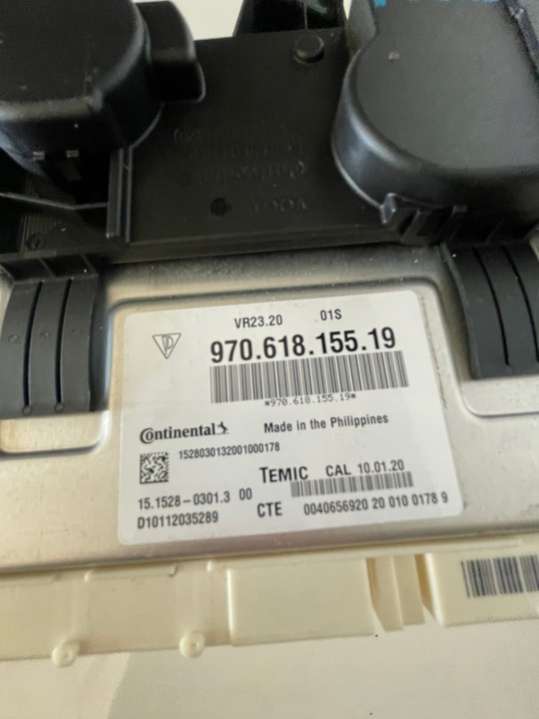 VR23.20 01S
970.618.155.19
*970.618.155.19*
Continental
Made in the Philippines
1528030132001000178
TEMIC CAL 10.01.20
15.1528-0301.3 00
D10112035289 CTE 0040656920 20 010 0178 9